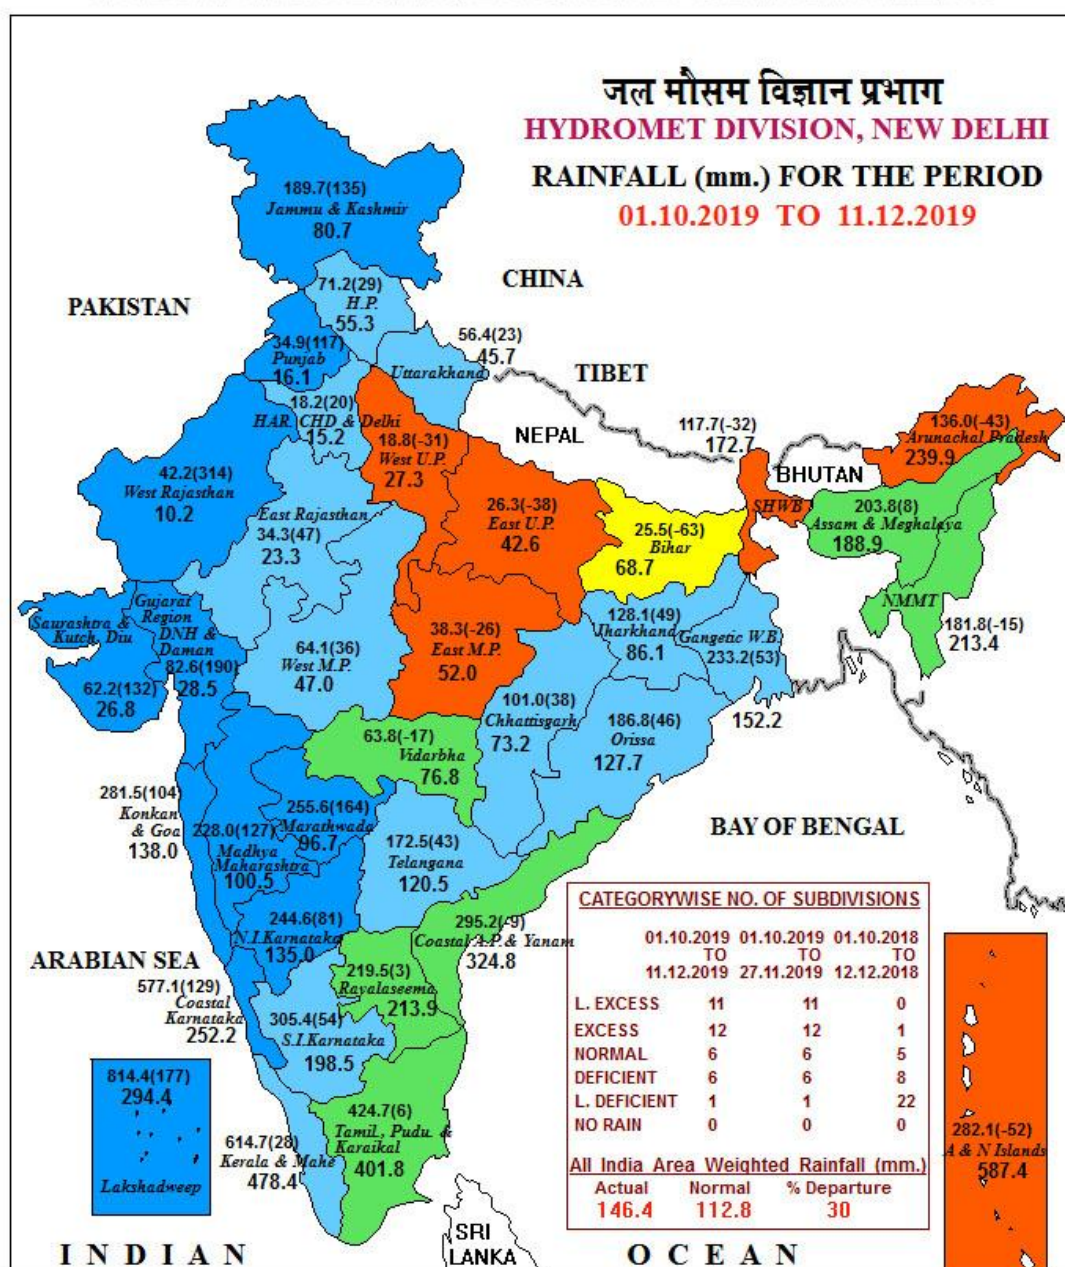 जल मौसम विज्ञान प्रभाग
HYDROMET DIVISION, NEW DELHI
RAINFALL (mm.) FOR THE PERIOD
01.10.2019 TO 11.12.2019
189.7(135)
Jammu & Kashmir
80.7
CHINA
PAKISTAN
71.2(29)
H.P.
55.3
34.9(117)
Punjab
16.1
56.4(23)
45.7
Uttarakhand
TIBET
18.2(20)
HAR. CHD & Delhi
15.2
NEPAL
18.8(-31)
West U.P.
27.3
117.7(-32)
172.7
BHUTAN
SHWB
136.0(-43)
Arunachal Pradesh
239.9
42.2(314)
West Rajasthan
10.2
East Rajasthan
34.3(47)
23.3
26.3(-38)
East U.P.
42.6
25.5(-63)
Bihar
68.7
203.8(8)
Assam & Meghalaya
188.9
NMMT
181.8(-15)
213.4
Saurashtra &
Kutch, Diu
62.2(132)
26.8
Gujarat
Region
DNH &
Daman
82.6(190)
28.5
64.1(36)
West M.P.
47.0
38.3(-26)
East M.P.
52.0
128.1(49)
Jharkhand
86.1
Gangetic W.B.
233.2(53)
152.2
101.0(38)
Chhattisgarh
73.2
186.8(46)
Orissa
127.7
63.8(-17)
Vidarbha
76.8
281.5(104)
Konkan
& Goa
138.0
228.0(127)
Madhya
Maharashtra
100.5
255.6(164)
Marathwada
96.7
172.5(43)
Telangana
120.5
BAY OF BENGAL
244.6(81)
N.I.Karnataka
135.0
295.2(-9)
Coastal A.P. & Yanam
324.8
ARABIAN SEA
577.1(129)
Coastal
Karnataka
252.2
219.5(3)
Rayalaseema
213.9
305.4(54)
S.I.Karnataka
198.5
814.4(177)
294.4
Lakshadweep
614.7(28)
Kerala & Mahe
478.4
424.7(6)
Tamil., Pudu. &
Karaikal
401.8
CATEGORYWISE NO. OF SUBDIVISIONS
01.10.2019 01.10.2019 01.10.2018
TO TO TO
11.12.2019 27.11.2019 12.12.2018
L. EXCESS 11 11 0
EXCESS 12 12 1
NORMAL 6 6 5
DEFICIENT 6 6 8
L. DEFICIENT 1 1 22
NO RAIN 0 0 0
All India Area Weighted Rainfall (mm.)
Actual Normal % Departure
146.4 112.8 30
282.1(-52)
A & N Islands
587.4
SRI
LANKA
INDIAN OCEAN